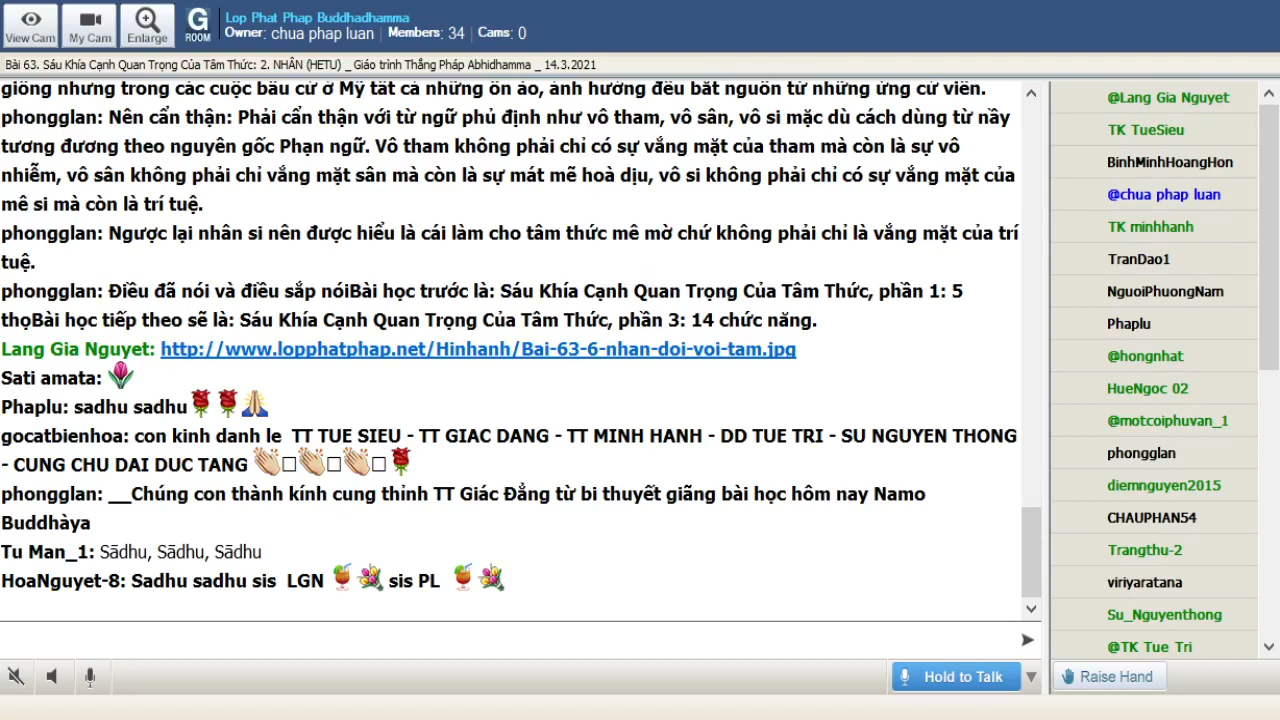 View Cam
My Cam
Enlarge
G
ROOM
Lop Phat Phap Buddhadhamma
Owner: chua phap luan | Members: 34 | Cams: 0
Bài 63. Sáu Khía Cạnh Quan Trọng Của Tâm Thức: 2. NHÂN (HETU) _ Giáo trình Thắng Pháp Abhidhamma _ 14.3.2021
giống nhưng trong các cuộc bầu cử ở Mỹ tất cả những ồn ào, ảnh hưởng đều bắt nguồn từ những ứng cử viên.
phongglan: Nên cẩn thận: Phải cẩn thận với từ ngữ phủ định như vô tham, vô sân, vô si mặc dù cách dùng từ nầy
tương đương theo nguyên gốc Phạn ngữ. Vô tham không phải chỉ có sự vắng mặt của tham mà còn là sự vô
nhiễm, vô sân không phải chỉ vắng mặt sân mà còn là sự mát mẽ hoà dịu, vô si không phải chỉ có sự vắng mặt của
mê si mà còn là trí tuệ.
phongglan: Ngược lại nhân si nên được hiểu là cái làm cho tâm thức mê mờ chứ không phải chỉ là vắng mặt của trí
tuệ.
phongglan: Điều đã nói và điều sắp nóiBài học trước là: Sáu Khía Cạnh Quan Trọng Của Tâm Thức, phần 1: 5
thọBài học tiếp theo sẽ là: Sáu Khía Cạnh Quan Trọng Của Tâm Thức, phần 3: 14 chức năng.
Lang Gia Nguyet: http://www.lopphatphap.net/Hinhanh/Bai-63-6-nhan-doi-voi-tam.jpg
Sati amata:
Phaplu: sadhu sadhu
gocatbienhoa: con kinh danh le TT TUE SIEU - TT GIAC DANG - TT MINH HANH - DD TUE TRI - SU NGUYEN THONG
- CUNG CHU DAI DUC TANG
phongglan: __Chúng con thành kính cung thỉnh TT Giác Đẳng từ bi thuyết giãng bài học hôm nay Namo
Buddhàya
Tu Man_1: Sādhu, Sādhu, Sādhu
HoaNguyet-8: Sadhu sadhu sis LGN sis PL
Hold to Talk
@Lang Gia Nguyet
TK TueSieu
BinhMinhHoangHon
@chua phap luan
TK minhhanh
TranDao1
NguoiPhuongNam
Phaplu
@hongnhat
HueNgoc 02
@motcoiphuvan_1
phongglan
diemnguyen2015
CHAUPHAN54
Trangthu-2
viriyaratana
Su_Nguyenthong
@TK Tue Tri
Raise Hand